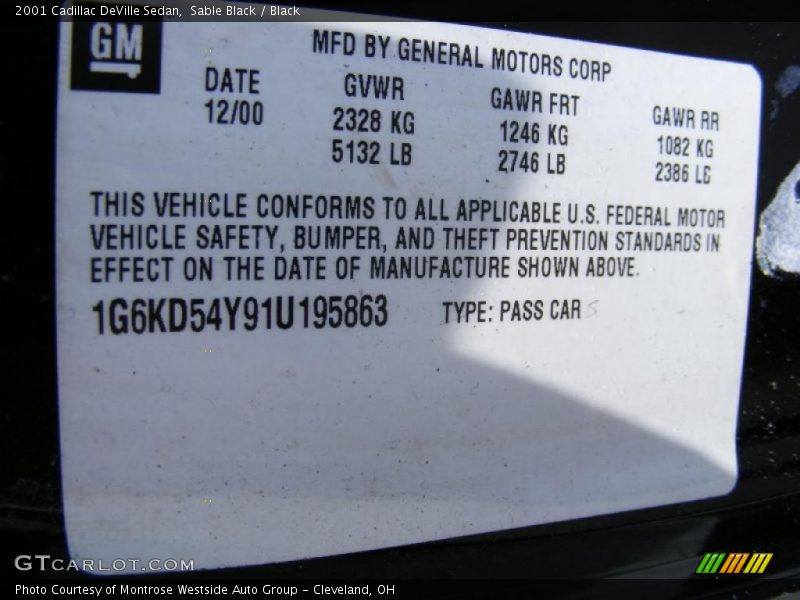 2001 Cadillac DeVille Sedan, Sable Black / Black
GM
MFD BY GENERAL MOTORS CORP
DATE GVWR GAWR FRT GAWR RR
12/00 2328 KG 1246 KG 1082 KG
5132 LB 2746 LB 2386 LB
THIS VEHICLE CONFORMS TO ALL APPLICABLE U.S. FEDERAL MOTOR
VEHICLE SAFETY, BUMPER, AND THEFT PREVENTION STANDARDS IN
EFFECT ON THE DATE OF MANUFACTURE SHOWN ABOVE.
1G6KD54Y91U195863 TYPE: PASS CAR
GTCARLOT.COM
Photo Courtesy of Montrose Westside Auto Group - Cleveland, OH